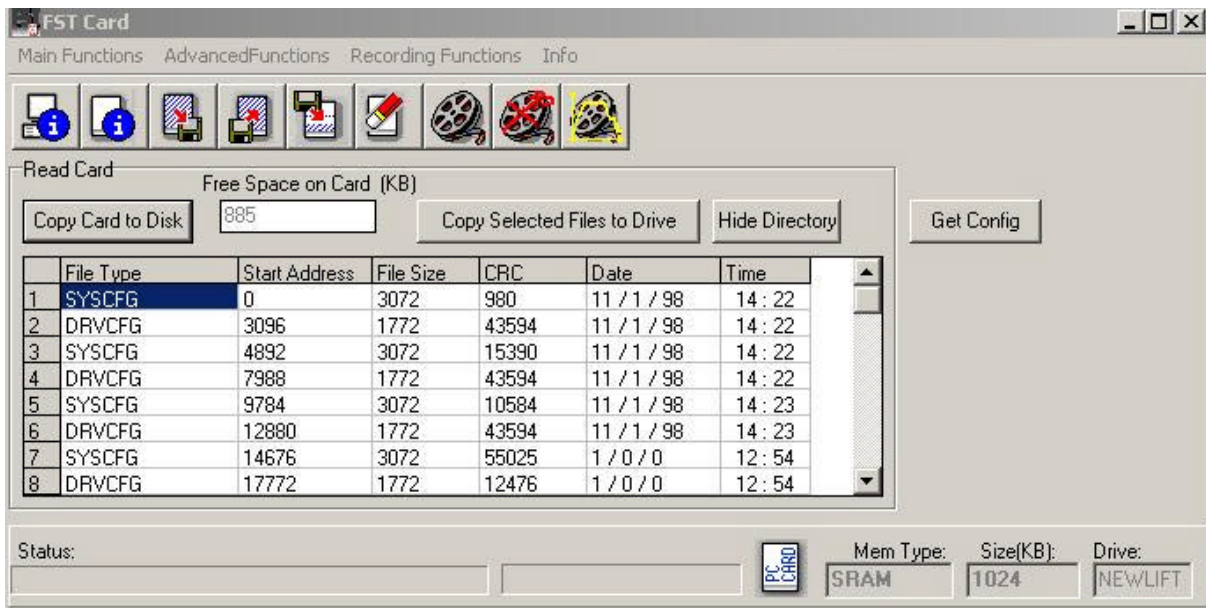 FST Card
Main Functions AdvancedFunctions Recording Functions Info
Read Card
Free Space on Card (KB)
Copy Card to Disk 885 Copy Selected Files to Drive Hide Directory Get Config
File Type Start Address File Size CRC Date Time
1 SYSCFG 0 3072 980 11 / 1 / 98 14 : 22
2 DRVCFG 3096 1772 43594 11 / 1 / 98 14 : 22
3 SYSCFG 4892 3072 15390 11 / 1 / 98 14 : 22
4 DRVCFG 7988 1772 43594 11 / 1 / 98 14 : 22
5 SYSCFG 9784 3072 10584 11 / 1 / 98 14 : 23
6 DRVCFG 12880 1772 43594 11 / 1 / 98 14 : 23
7 SYSCFG 14676 3072 55025 1 / 0 / 0 12 : 54
8 DRVCFG 17772 1772 12476 1 / 0 / 0 12 : 54
Status: Mem Type: Size(KB): Drive:
PC CARD SRAM 1024 NEWLIFT